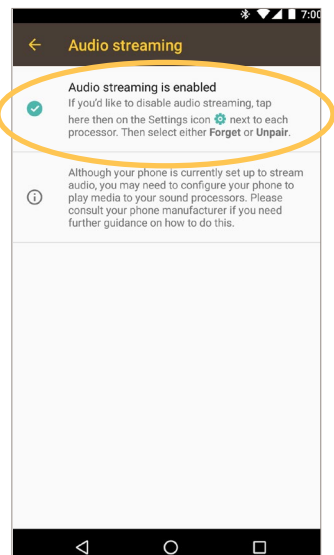 7:00
Audio streaming
Audio streaming is enabled
If you'd like to disable audio streaming, tap
here then on the Settings icon next to each
processor. Then select either Forget or Unpair.
Although your phone is currently set up to stream
audio, you may need to configure your phone to
play media to your sound processors. Please
consult your phone manufacturer if you need
further guidance on how to do this.